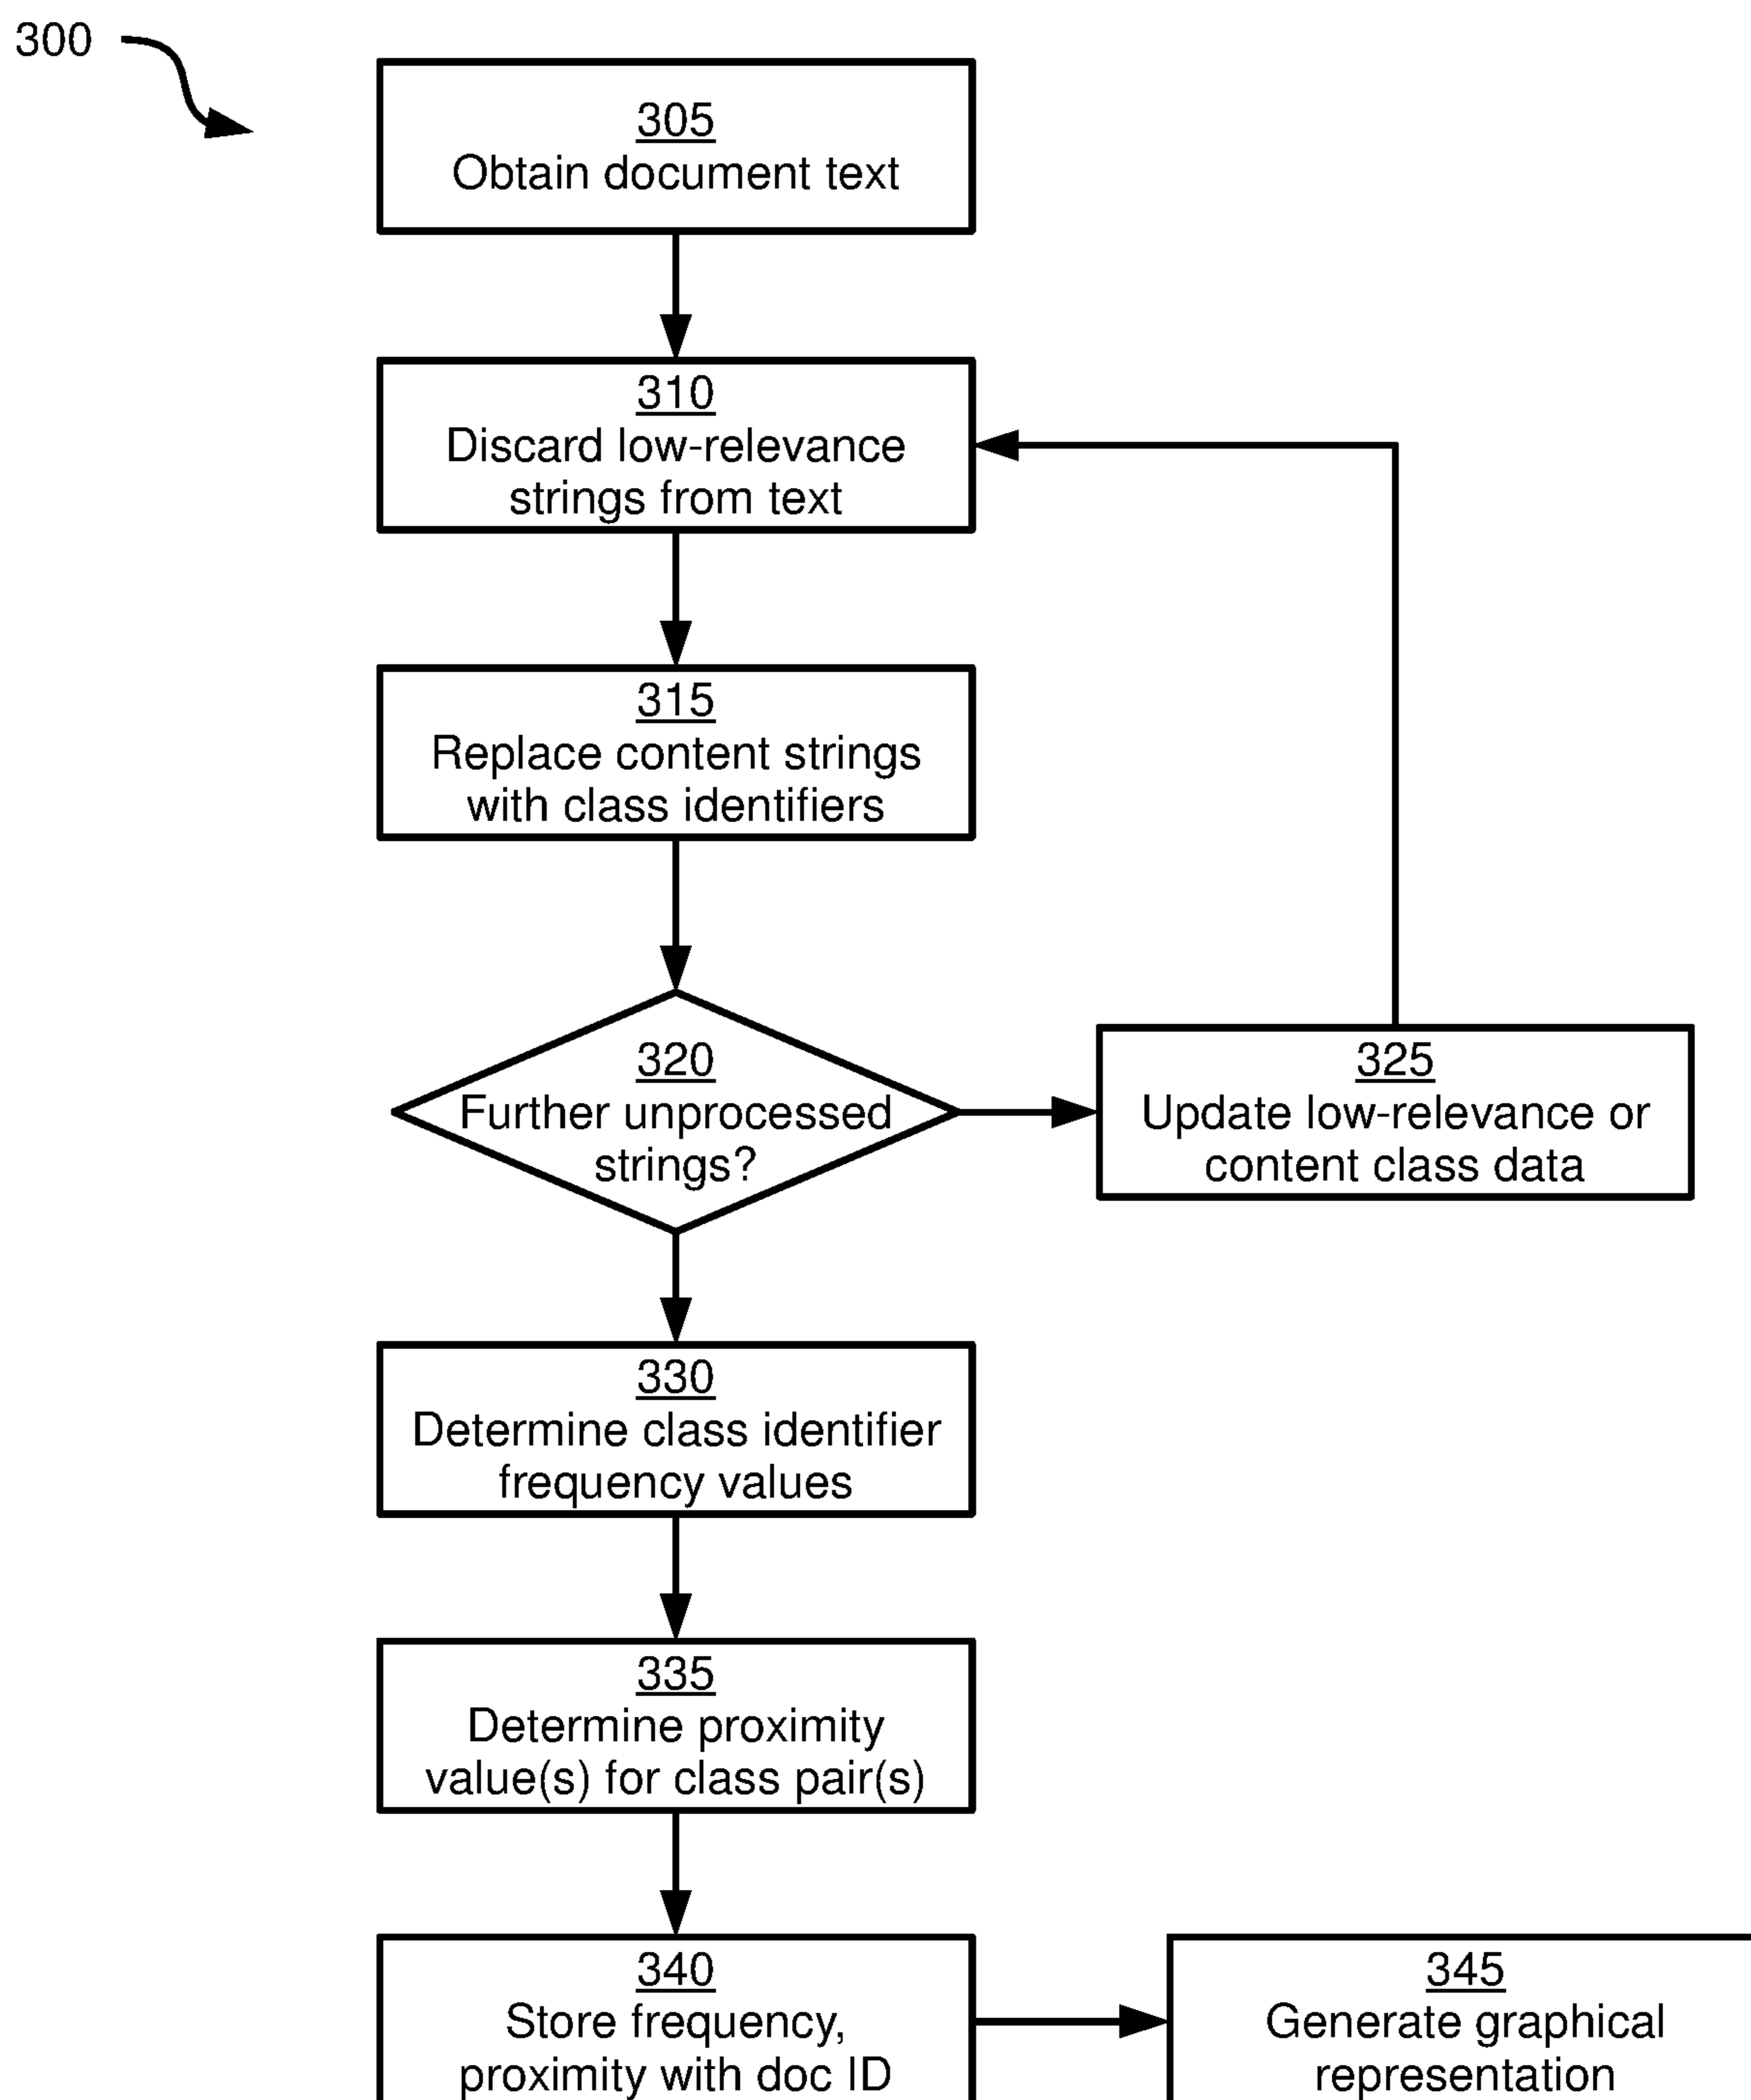 300
305
Obtain document text
310
Discard low-relevance
strings from text
315
Replace content strings
with class identifiers
320
Further unprocessed
strings?
325
Update low-relevance or
content class data
330
Determine class identifier
frequency values
335
Determine proximity
value(s) for class pair(s)
340
Store frequency,
proximity with doc ID
345
Generate graphical
representation